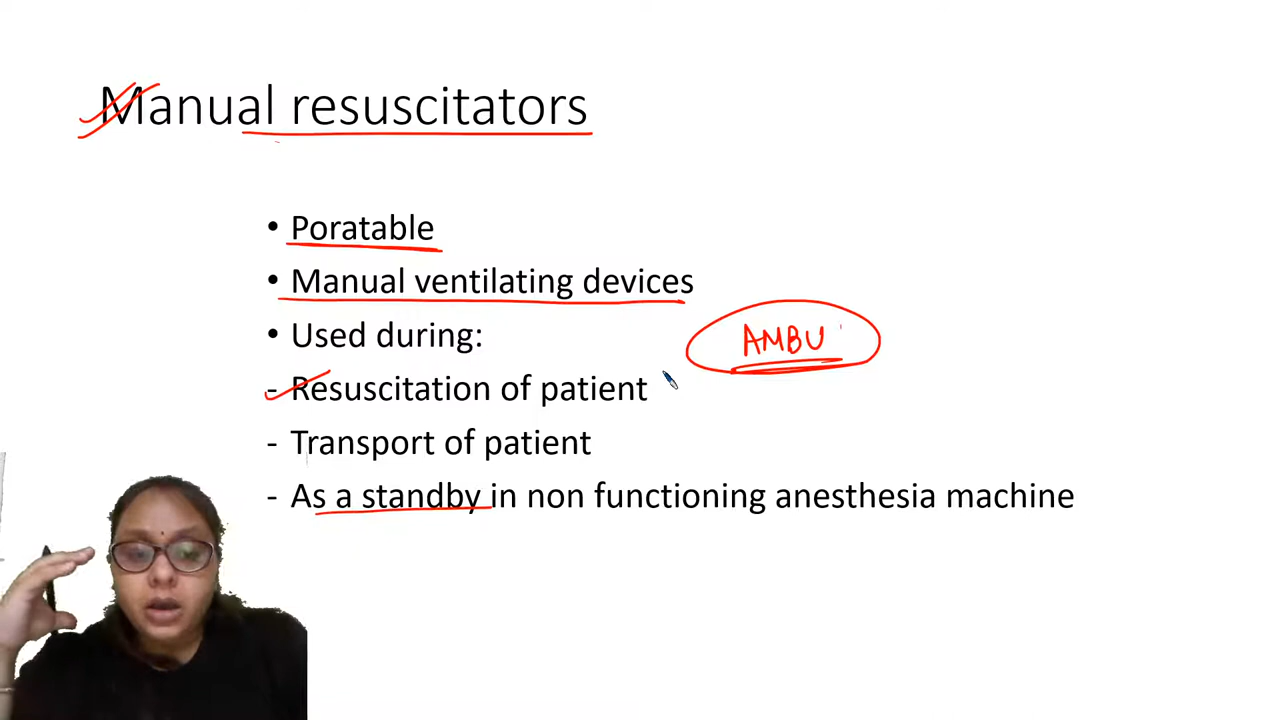 Manual resuscitators
• Poratable
• Manual ventilating devices
• Used during:
AMBU
- Resuscitation of patient
- Transport of patient
- As a standby in non functioning anesthesia machine